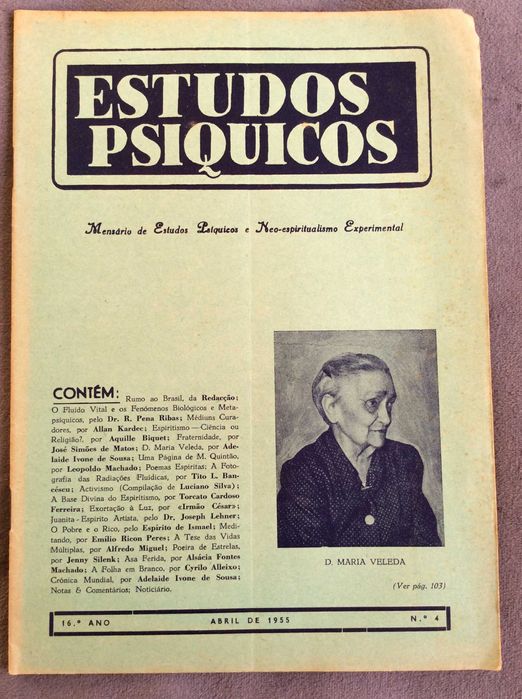 ESTUDOS
PSIQUICOS
Mensário de Estudos Psíquicos e Neo-espiritualismo Experimental
CONTÉM: Rumo ao Brasil, da Redacção;
O Fluido Vital e os Fenómenos Biológicos e Meta-
psíquicos, pelo Dr. R. Pena Ribas; Médiuns Cura-
dores, por Allan Kardec; Espiritismo — Ciência ou
Religião?, por Aquille Biquet; Fraternidade, por
José Simões de Matos; D. Maria Veleda, por Ade-
laide Ivone de Sousa; Uma Página de M. Quintão,
por Leopoldo Machado; Poemas Espíritas; A Foto-
grafia das Radiações Fluídicas, por Tito L. Ban-
cêscu; Activismo (Compilação de Luciano Silva);
A Base Divina do Espiritismo, por Torcato Cardoso
Ferreira; Exortação à Luz, por «Irmão César»;
Juanita - Espírito Artista, pelo Dr. Joseph Lehner;
O Pobre e o Rico, pelo Espírito de Ismael; Medi-
tando, por Emílio Ricon Peres; A Tese das Vidas
Múltiplas, por Alfredo Miguel; Poeira de Estrelas,
por Jenny Silenk; Asa Ferida, por Alsácia Fontes
Machado; A Folha em Branco, por Cyrilo Alleixo;
Crónica Mundial, por Adelaide Ivone de Sousa;
Notas & Comentários; Noticiário.
D. MARIA VELEDA
(Ver pág. 103)
16.º ANO ABRIL DE 1955 N.º 4